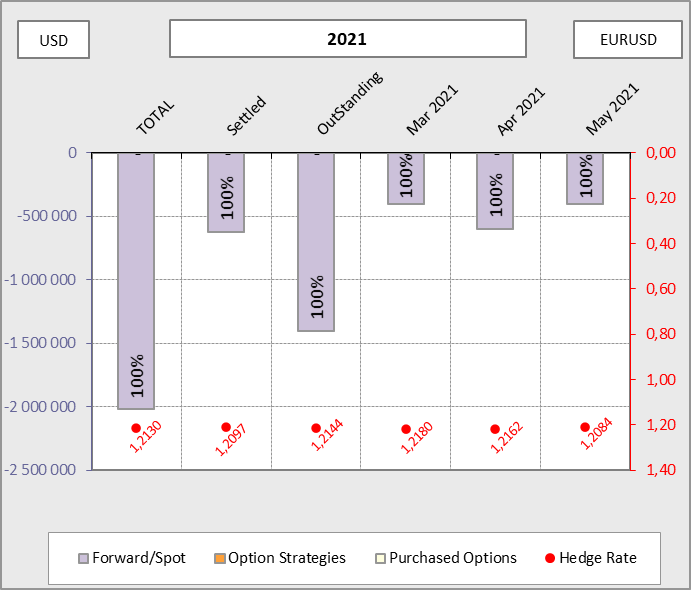 USD
2021
EURUSD
TOTAL
Settled
OutStanding
Mar 2021
Apr 2021
May 2021
0
-500 000
-1 000 000
-1 500 000
-2 000 000
-2 500 000
0,00
0,20
0,40
0,60
0,80
1,00
1,20
1,40
100%
100%
100%
100%
100%
100%
1,2130
1,2097
1,2144
1,2180
1,2162
1,2084
Forward/Spot
Option Strategies
Purchased Options
Hedge Rate